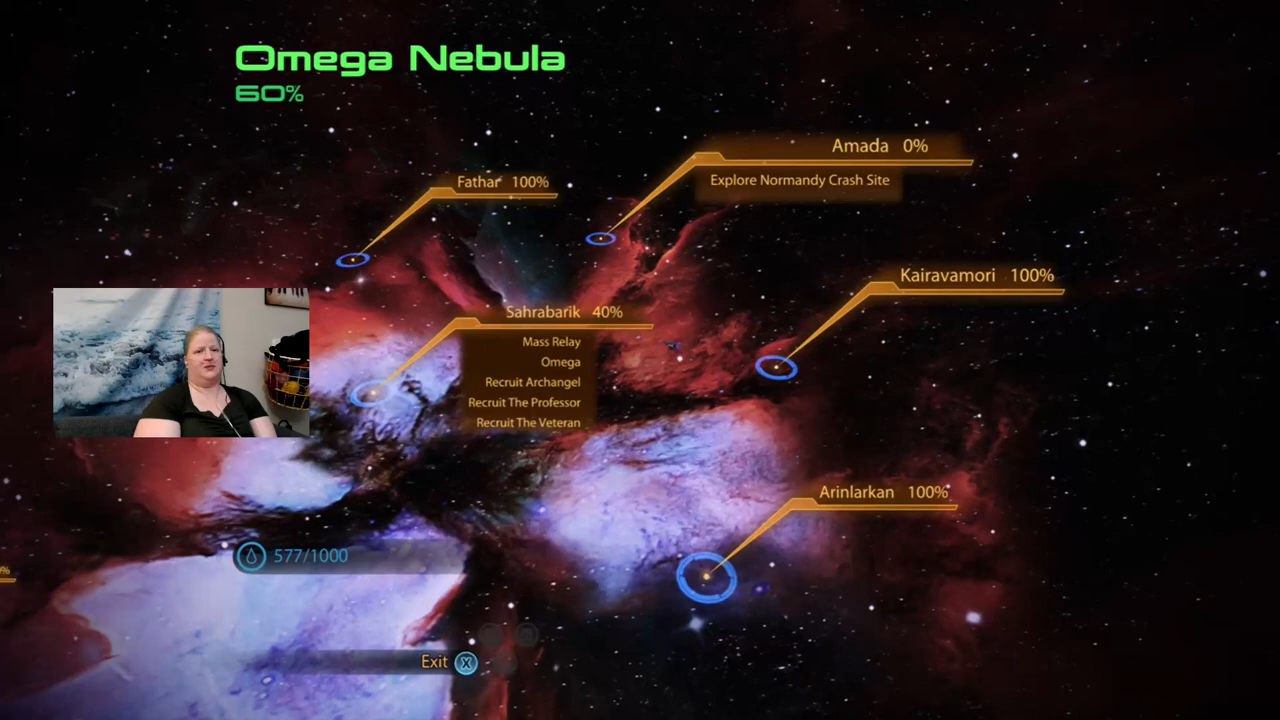 Omega Nebula
60%
Amada 0%
Explore Normandy Crash Site
Fathar 100%
Kairavamori 100%
Sahrabarik 40%
Mass Relay
Omega
Recruit Archangel
Recruit The Professor
Recruit The Veteran
Arinlarkan 100%
577/1000
%
Exit X